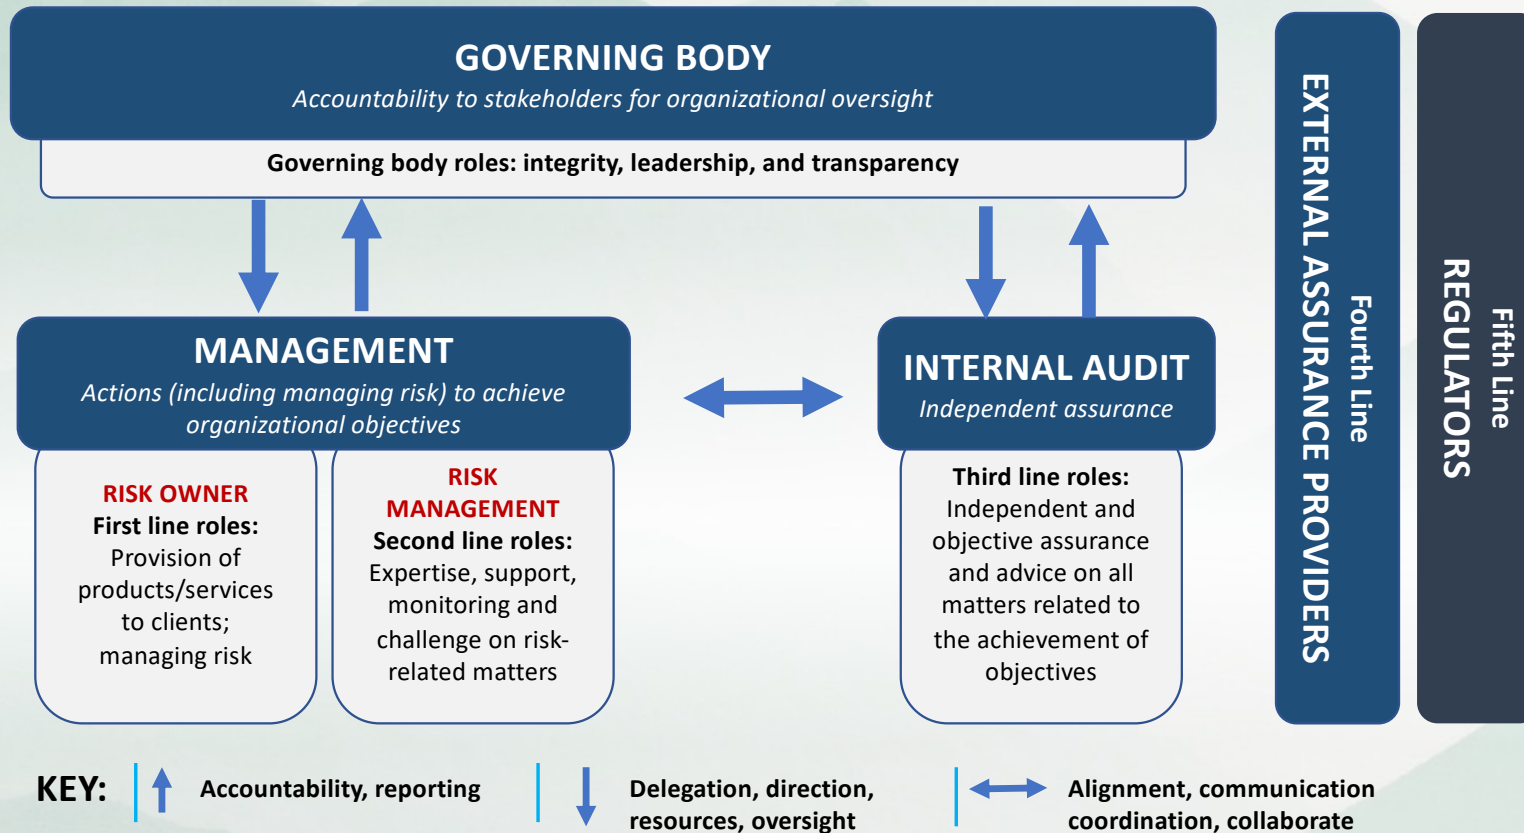 GOVERNING BODY
Accountability to stakeholders for organizational oversight
Governing body roles: integrity, leadership, and transparency
MANAGEMENT
Actions (including managing risk) to achieve
organizational objectives
RISK OWNER
First line roles:
Provision of
products/services
to clients;
managing risk
RISK
MANAGEMENT
Second line roles:
Expertise, support,
monitoring and
challenge on risk-
related matters
INTERNAL AUDIT
Independent assurance
Third line roles:
Independent and
objective assurance
and advice on all
matters related to
the achievement of
objectives
Fourth Line
EXTERNAL ASSURANCE PROVIDERS
Fifth Line
REGULATORS
KEY:
Accountability, reporting
Delegation, direction,
resources, oversight
Alignment, communication
coordination, collaborate